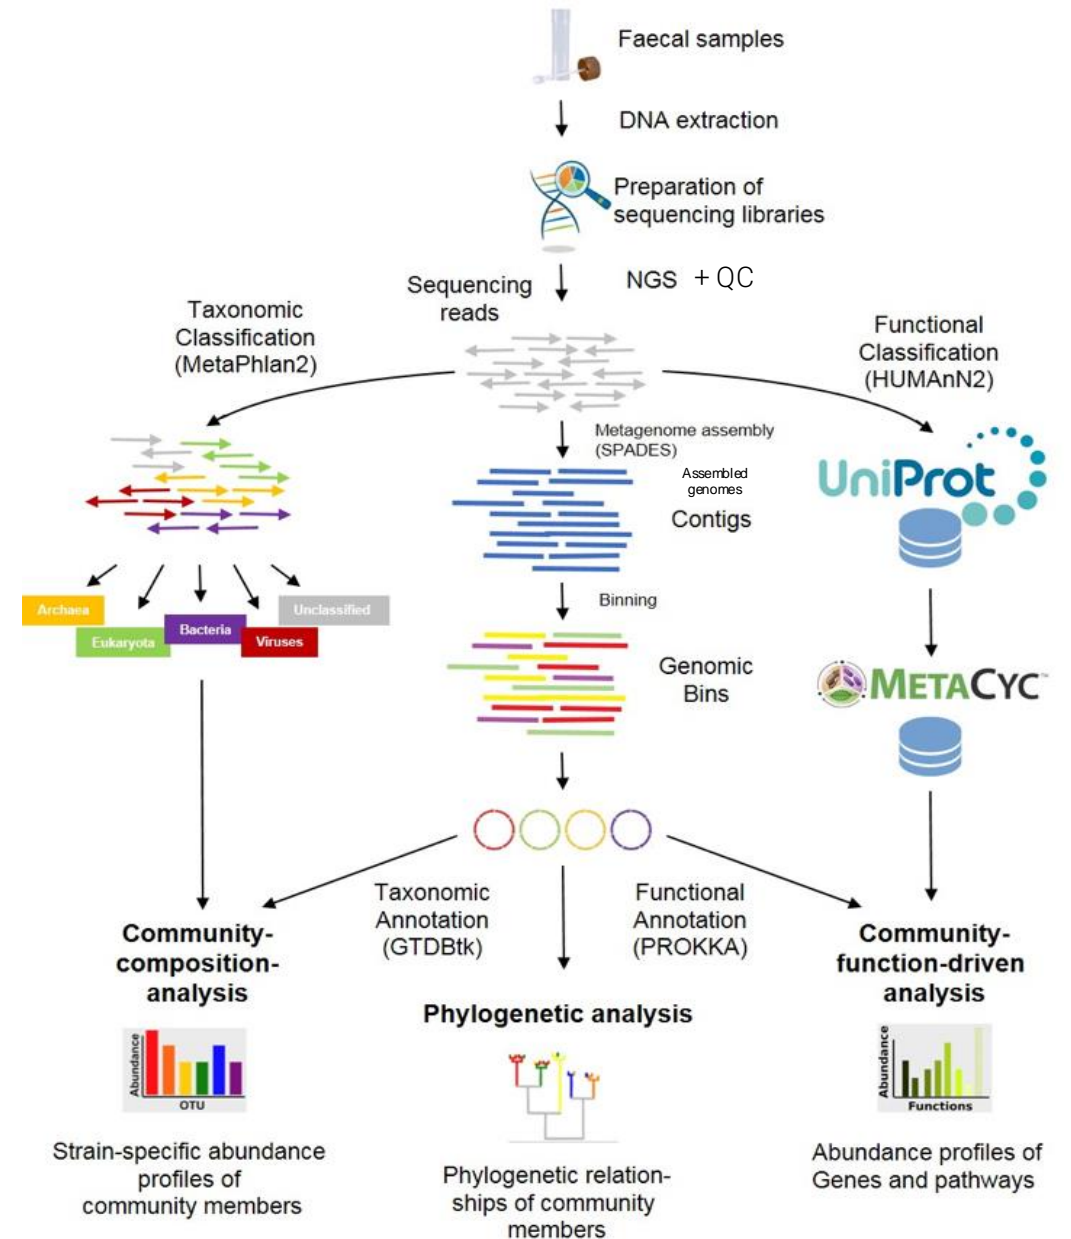 Faecal samples
DNA extraction
Preparation of
sequencing libraries
NGS + QC
Sequencing
reads
Taxonomic
Classification
(MetaPhlan2)
Functional
Classification
(HUMAnN2)
Metagenome assembly
(SPADES)
Assembled
genomes
Contigs
UniProt
Archaea
Eukaryota
Bacteria
Viruses
Unclassified
Binning
Genomic
Bins
METACYC™
Taxonomic
Annotation
(GTDBtk)
Functional
Annotation
(PROKKA)
Community-
composition-
analysis
Abundance
OTU
Strain-specific abundance
profiles of
community members
Phylogenetic analysis
Phylogenetic relation-
ships of community
members
Community-
function-driven
analysis
Abundance
Functions
Abundance profiles of
Genes and pathways